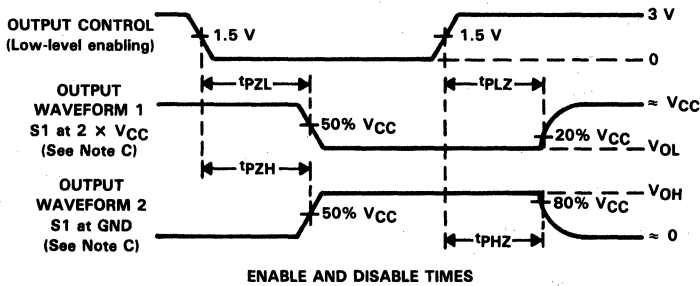 OUTPUT CONTROL
(Low-level enabling)
1.5 V
1.5 V
3 V
0
tPZL
tPLZ
OUTPUT
WAVEFORM 1
S1 at 2 × VCC
(See Note C)
50% VCC
20% VCC
≈ VCC
VOL
tPZH
OUTPUT
WAVEFORM 2
S1 at GND
(See Note C)
50% VCC
80% VCC
VOH
≈ 0
tPHZ
ENABLE AND DISABLE TIMES